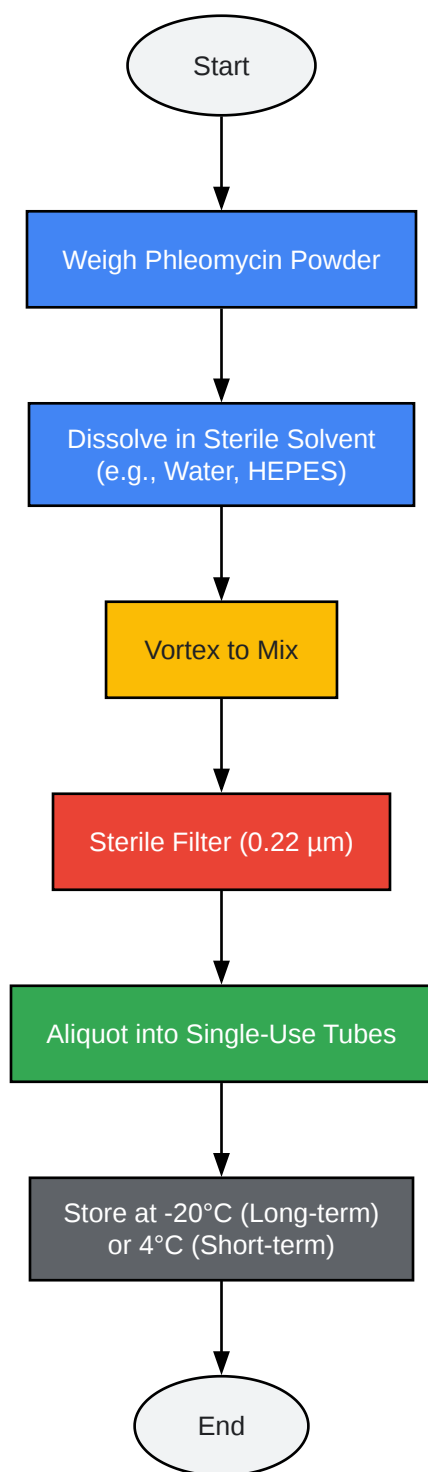 Start
Weigh Phleomycin Powder
Dissolve in Sterile Solvent
(e.g., Water, HEPES)
Vortex to Mix
Sterile Filter (0.22 µm)
Aliquot into Single-Use Tubes
Store at -20°C (Long-term)
or 4°C (Short-term)
End